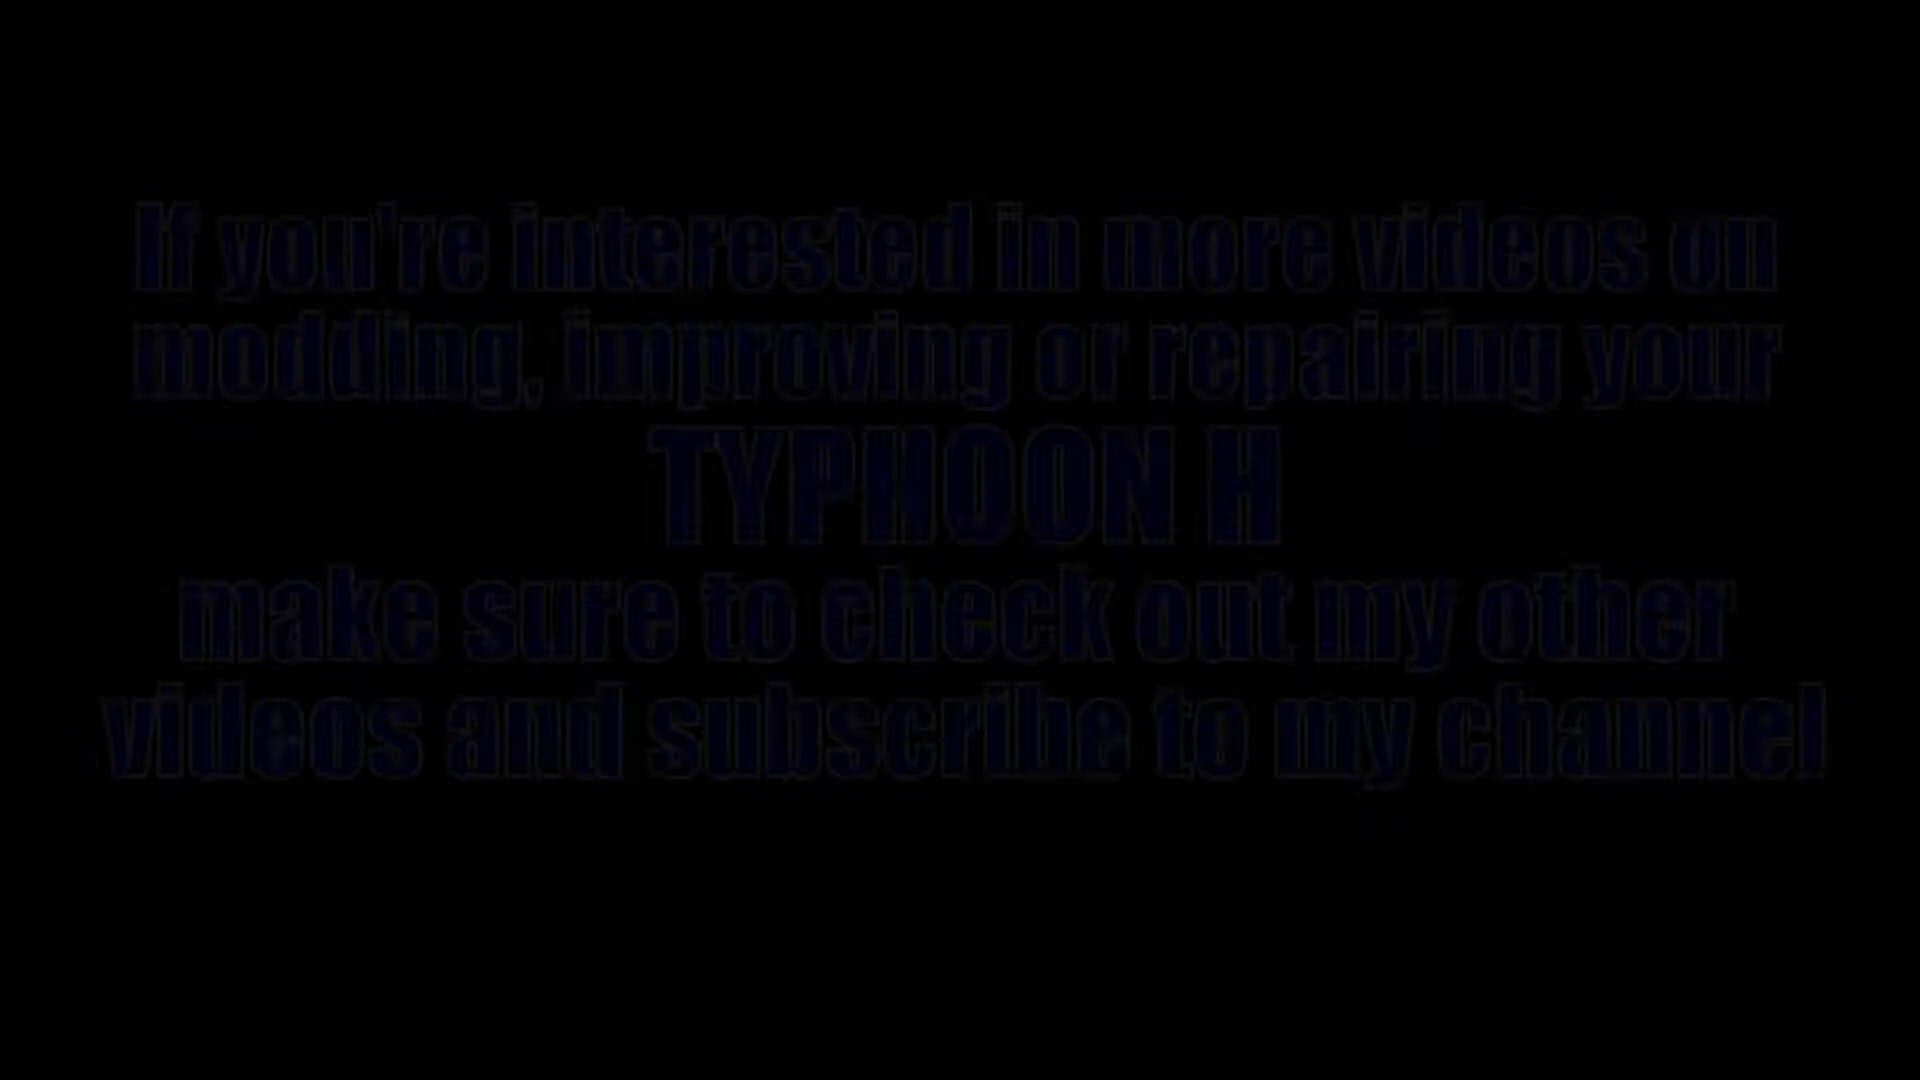 If you're interested in more videos on
modding, improving or repairing your
TYPHOON H
make sure to check out my other
videos and subscribe to my channel